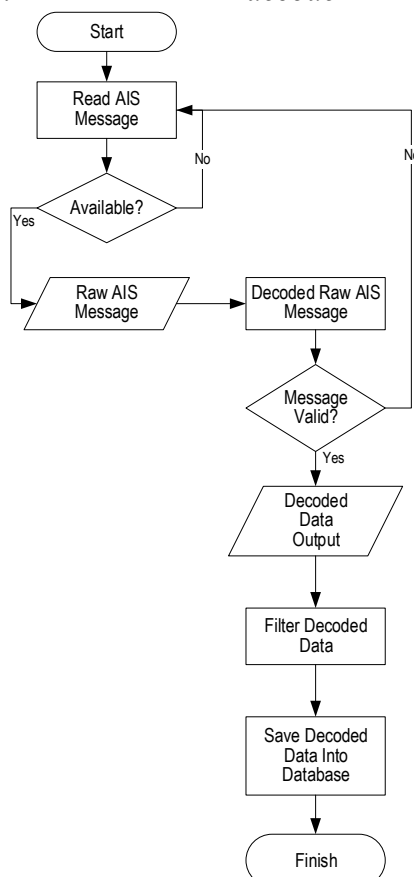 Start
Read AIS
Message
No
No
Available?
Yes
Raw AIS
Message
Decoded Raw AIS
Message
Message
Valid?
Yes
Decoded
Data
Output
Filter Decoded
Data
Save Decoded
Data Into
Database
Finish